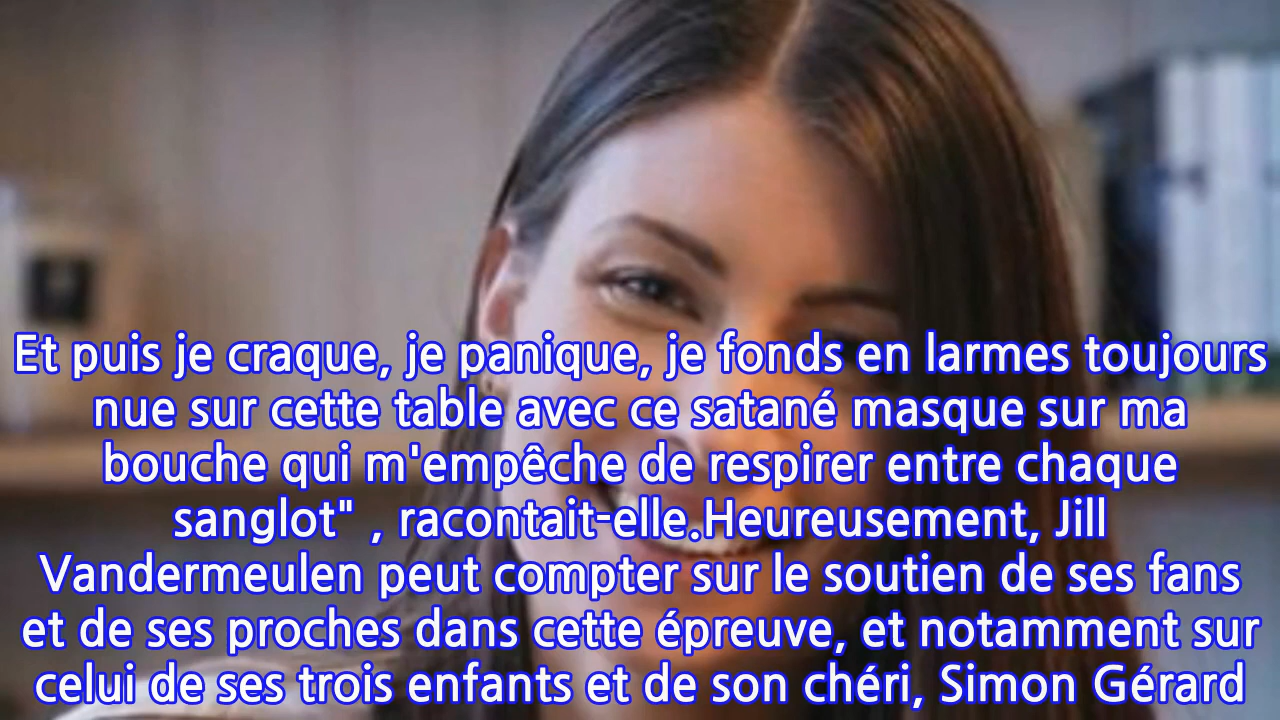 Et puis je craque, je panique, je fonds en larmes toujours
nue sur cette table avec ce satané masque sur ma
bouche qui m'empêche de respirer entre chaque
sanglot" , racontait-elle.Heureusement, Jill
Vandermeulen peut compter sur le soutien de ses fans
et de ses proches dans cette épreuve, et notamment sur
celui de ses trois enfants et de son chéri, Simon Gérard